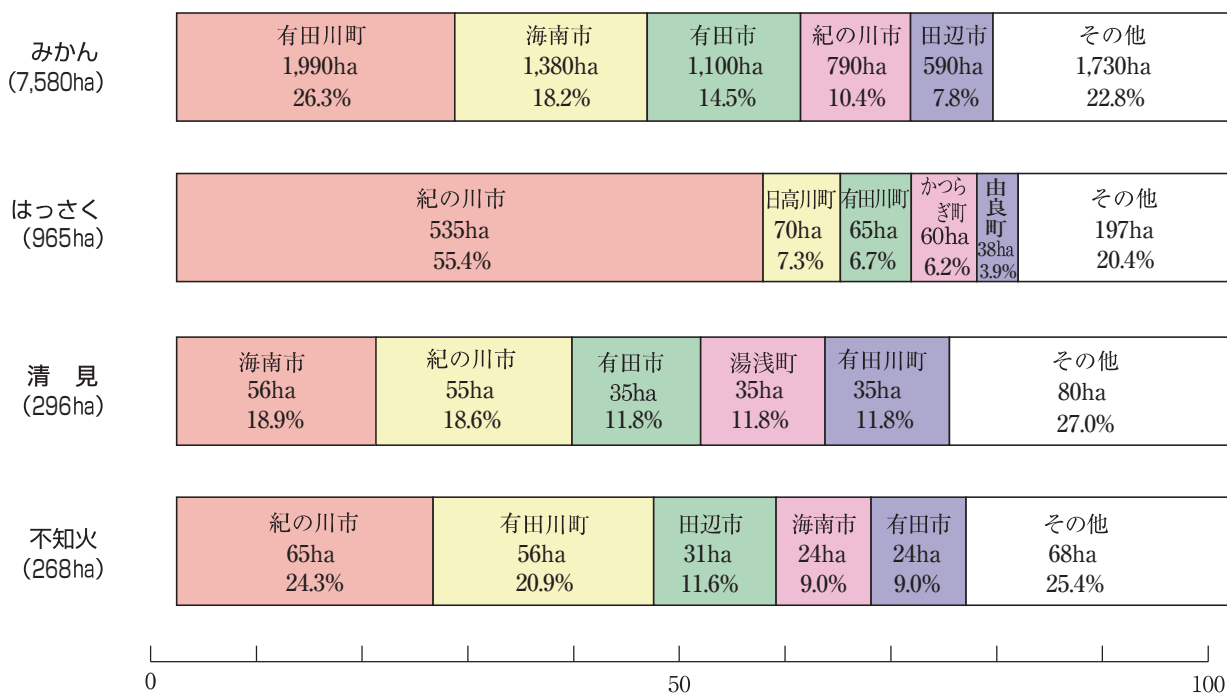 みかん
(7,580ha)
有田川町
1,990ha
26.3%
海南市
1,380ha
18.2%
有田市
1,100ha
14.5%
紀の川市
790ha
10.4%
田辺市
590ha
7.8%
その他
1,730ha
22.8%
はっさく
(965ha)
紀の川市
535ha
55.4%
日高川町
70ha
7.3%
有田川町
65ha
6.7%
かつら
ぎ町
60ha
6.2%
由良町
38ha
3.9%
その他
197ha
20.4%
清 見
(296ha)
海南市
56ha
18.9%
紀の川市
55ha
18.6%
有田市
35ha
11.8%
湯浅町
35ha
11.8%
有田川町
35ha
11.8%
その他
80ha
27.0%
不知火
(268ha)
紀の川市
65ha
24.3%
有田川町
56ha
20.9%
田辺市
31ha
11.6%
海南市
24ha
9.0%
有田市
24ha
9.0%
その他
68ha
25.4%
0
50
100